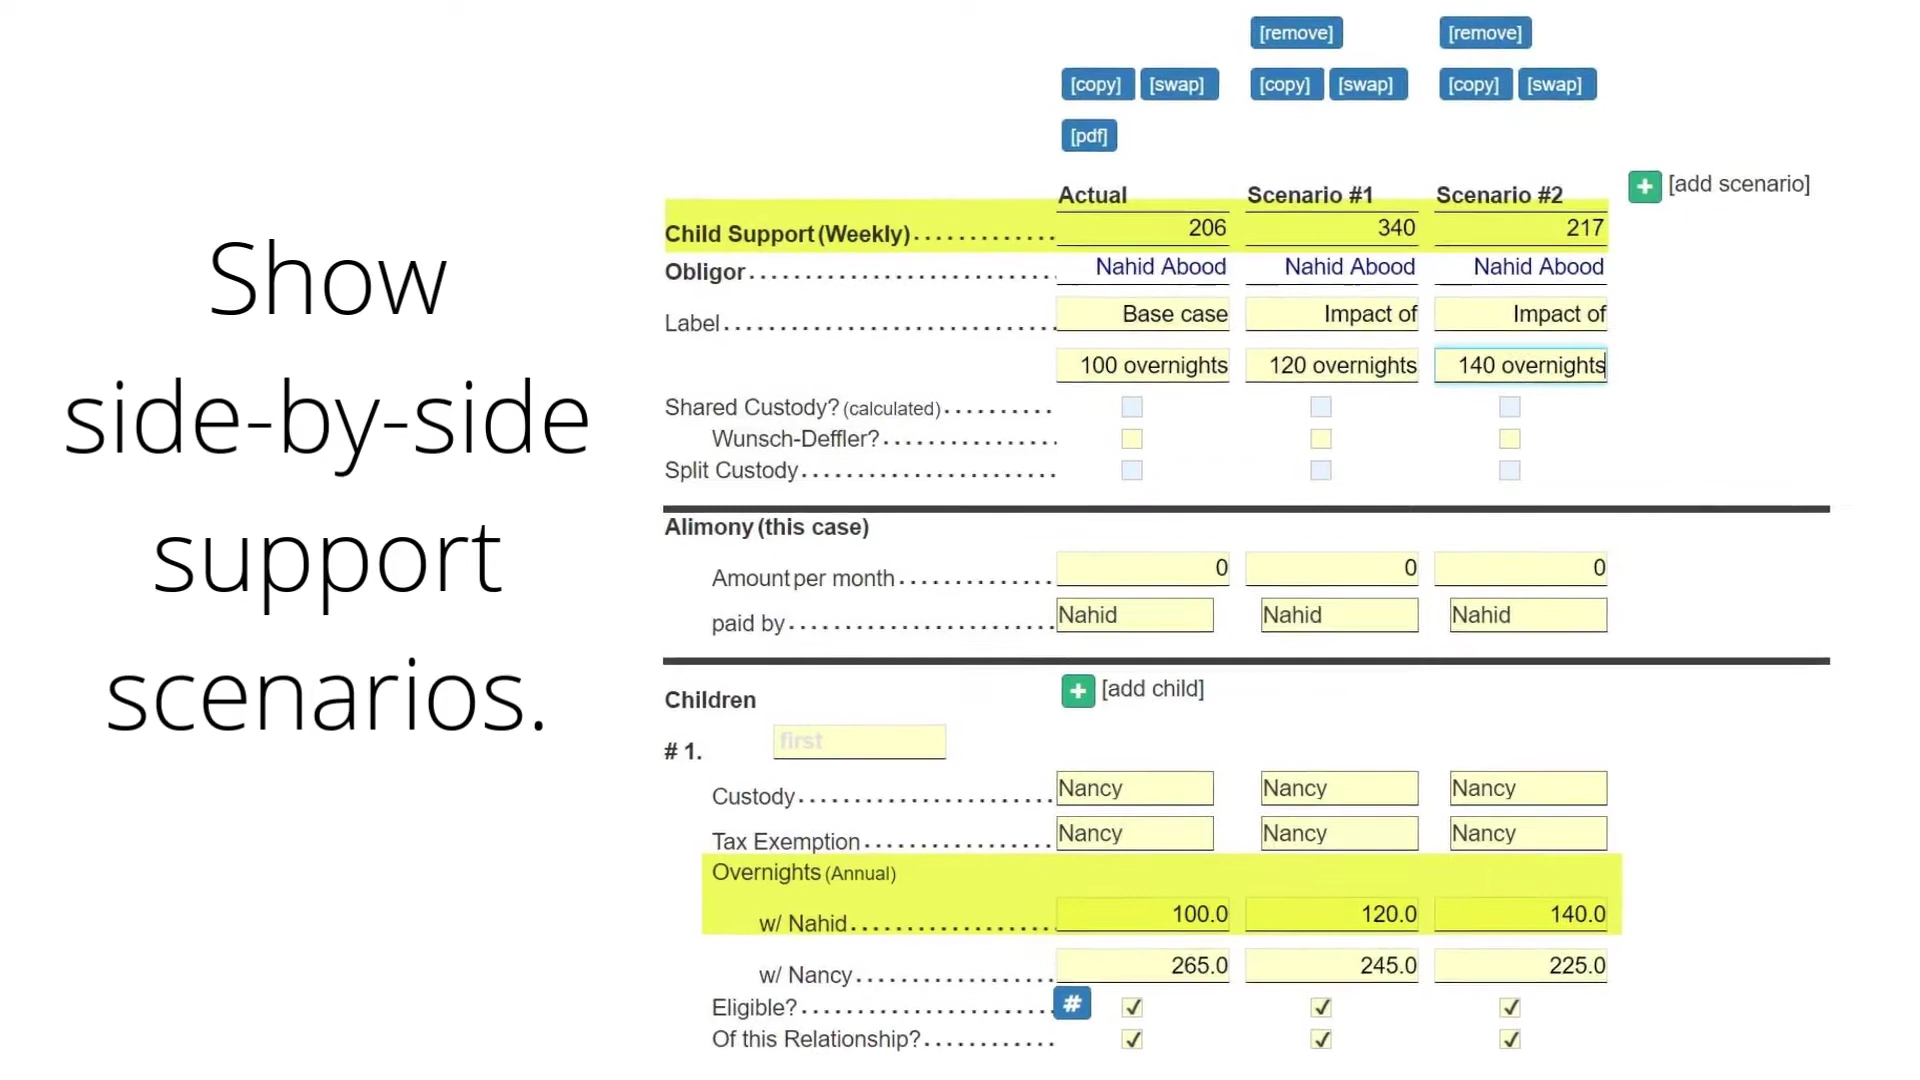 Show
side-by-side
support
scenarios.
[remove] [remove]
[copy] [swap] [copy] [swap] [copy] [swap]
[pdf]
Actual Scenario #1 Scenario #2 + [add scenario]
Child Support (Weekly) 206 340 217
Obligor Nahid Abood Nahid Abood Nahid Abood
Label Base case Impact of Impact of
100 overnights 120 overnights 140 overnights
Shared Custody? (calculated)
Wunsch-Deffler?
Split Custody
Alimony (this case)
Amount per month 0 0 0
paid by Nahid Nahid Nahid
Children + [add child]
# 1. first
Custody Nancy Nancy Nancy
Tax Exemption Nancy Nancy Nancy
Overnights (Annual)
w/ Nahid 100.0 120.0 140.0
w/ Nancy 265.0 245.0 225.0
Eligible? #
Of this Relationship?